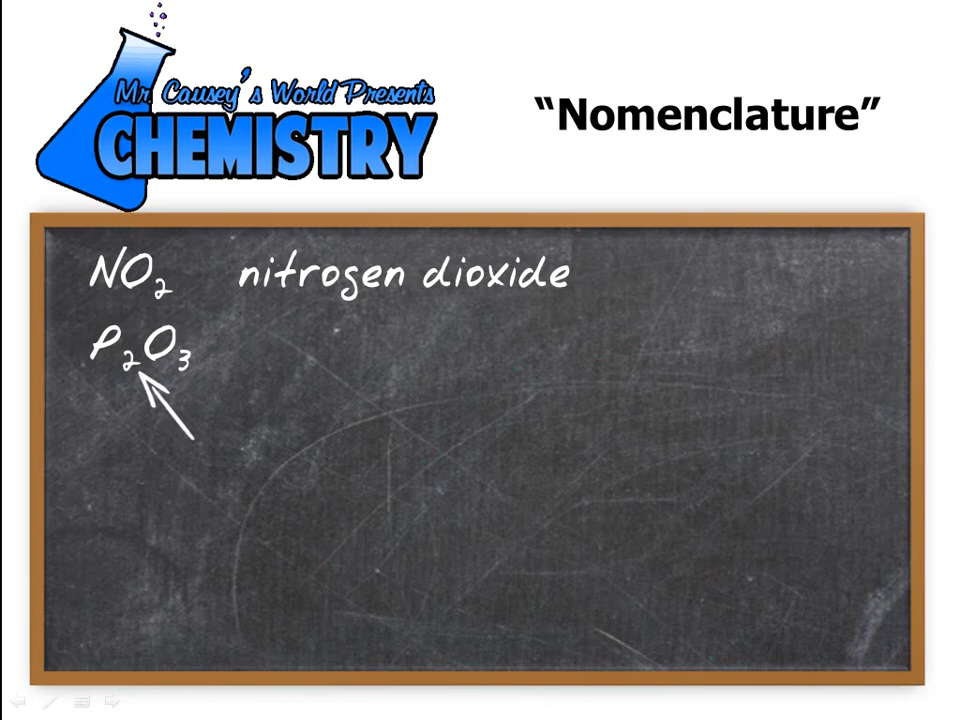 Mr. Causey's World Presents
CHEMISTRY
“Nomenclature”
NO₂ nitrogen dioxide
P₂O₃